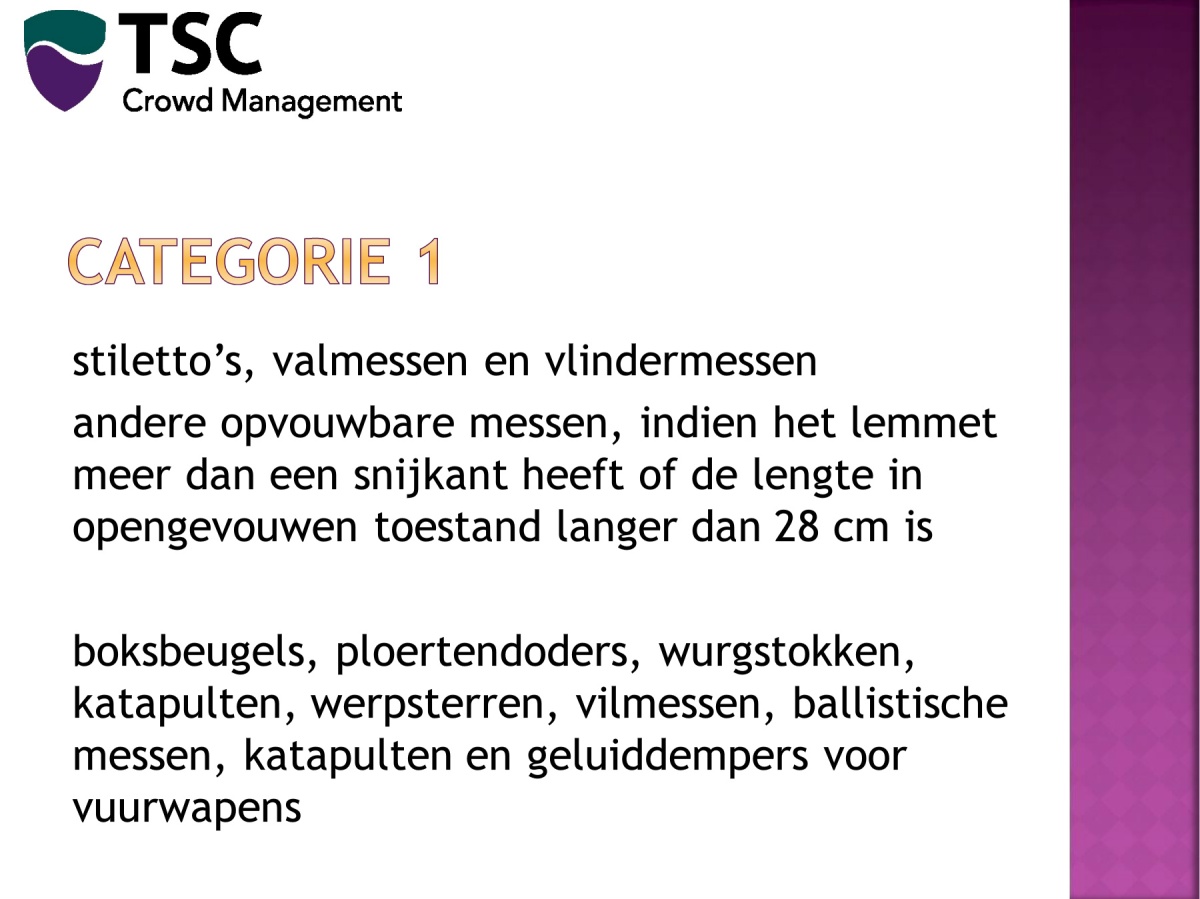 TSC
Crowd Management
CATEGORIE 1
stiletto’s, valmessen en vlindermessen
andere opvouwbare messen, indien het lemmet
meer dan een snijkant heeft of de lengte in
opengevouwen toestand langer dan 28 cm is
boksbeugels, ploertendoders, wurgstokken,
katapulten, werpsterren, vilmessen, ballistische
messen, katapulten en geluiddempers voor
vuurwapens